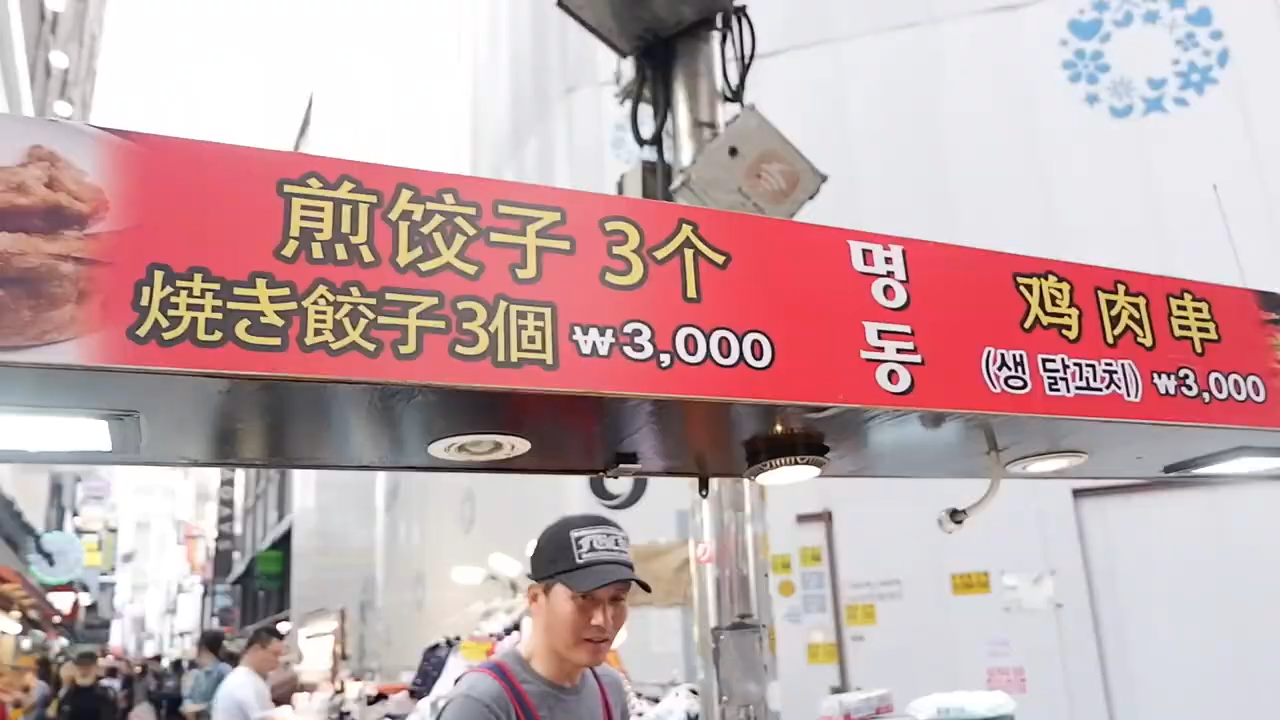 煎饺子 3个
焼き餃子3個 ₩3,000
명동
鸡肉串
(생 닭꼬치) ₩3,000